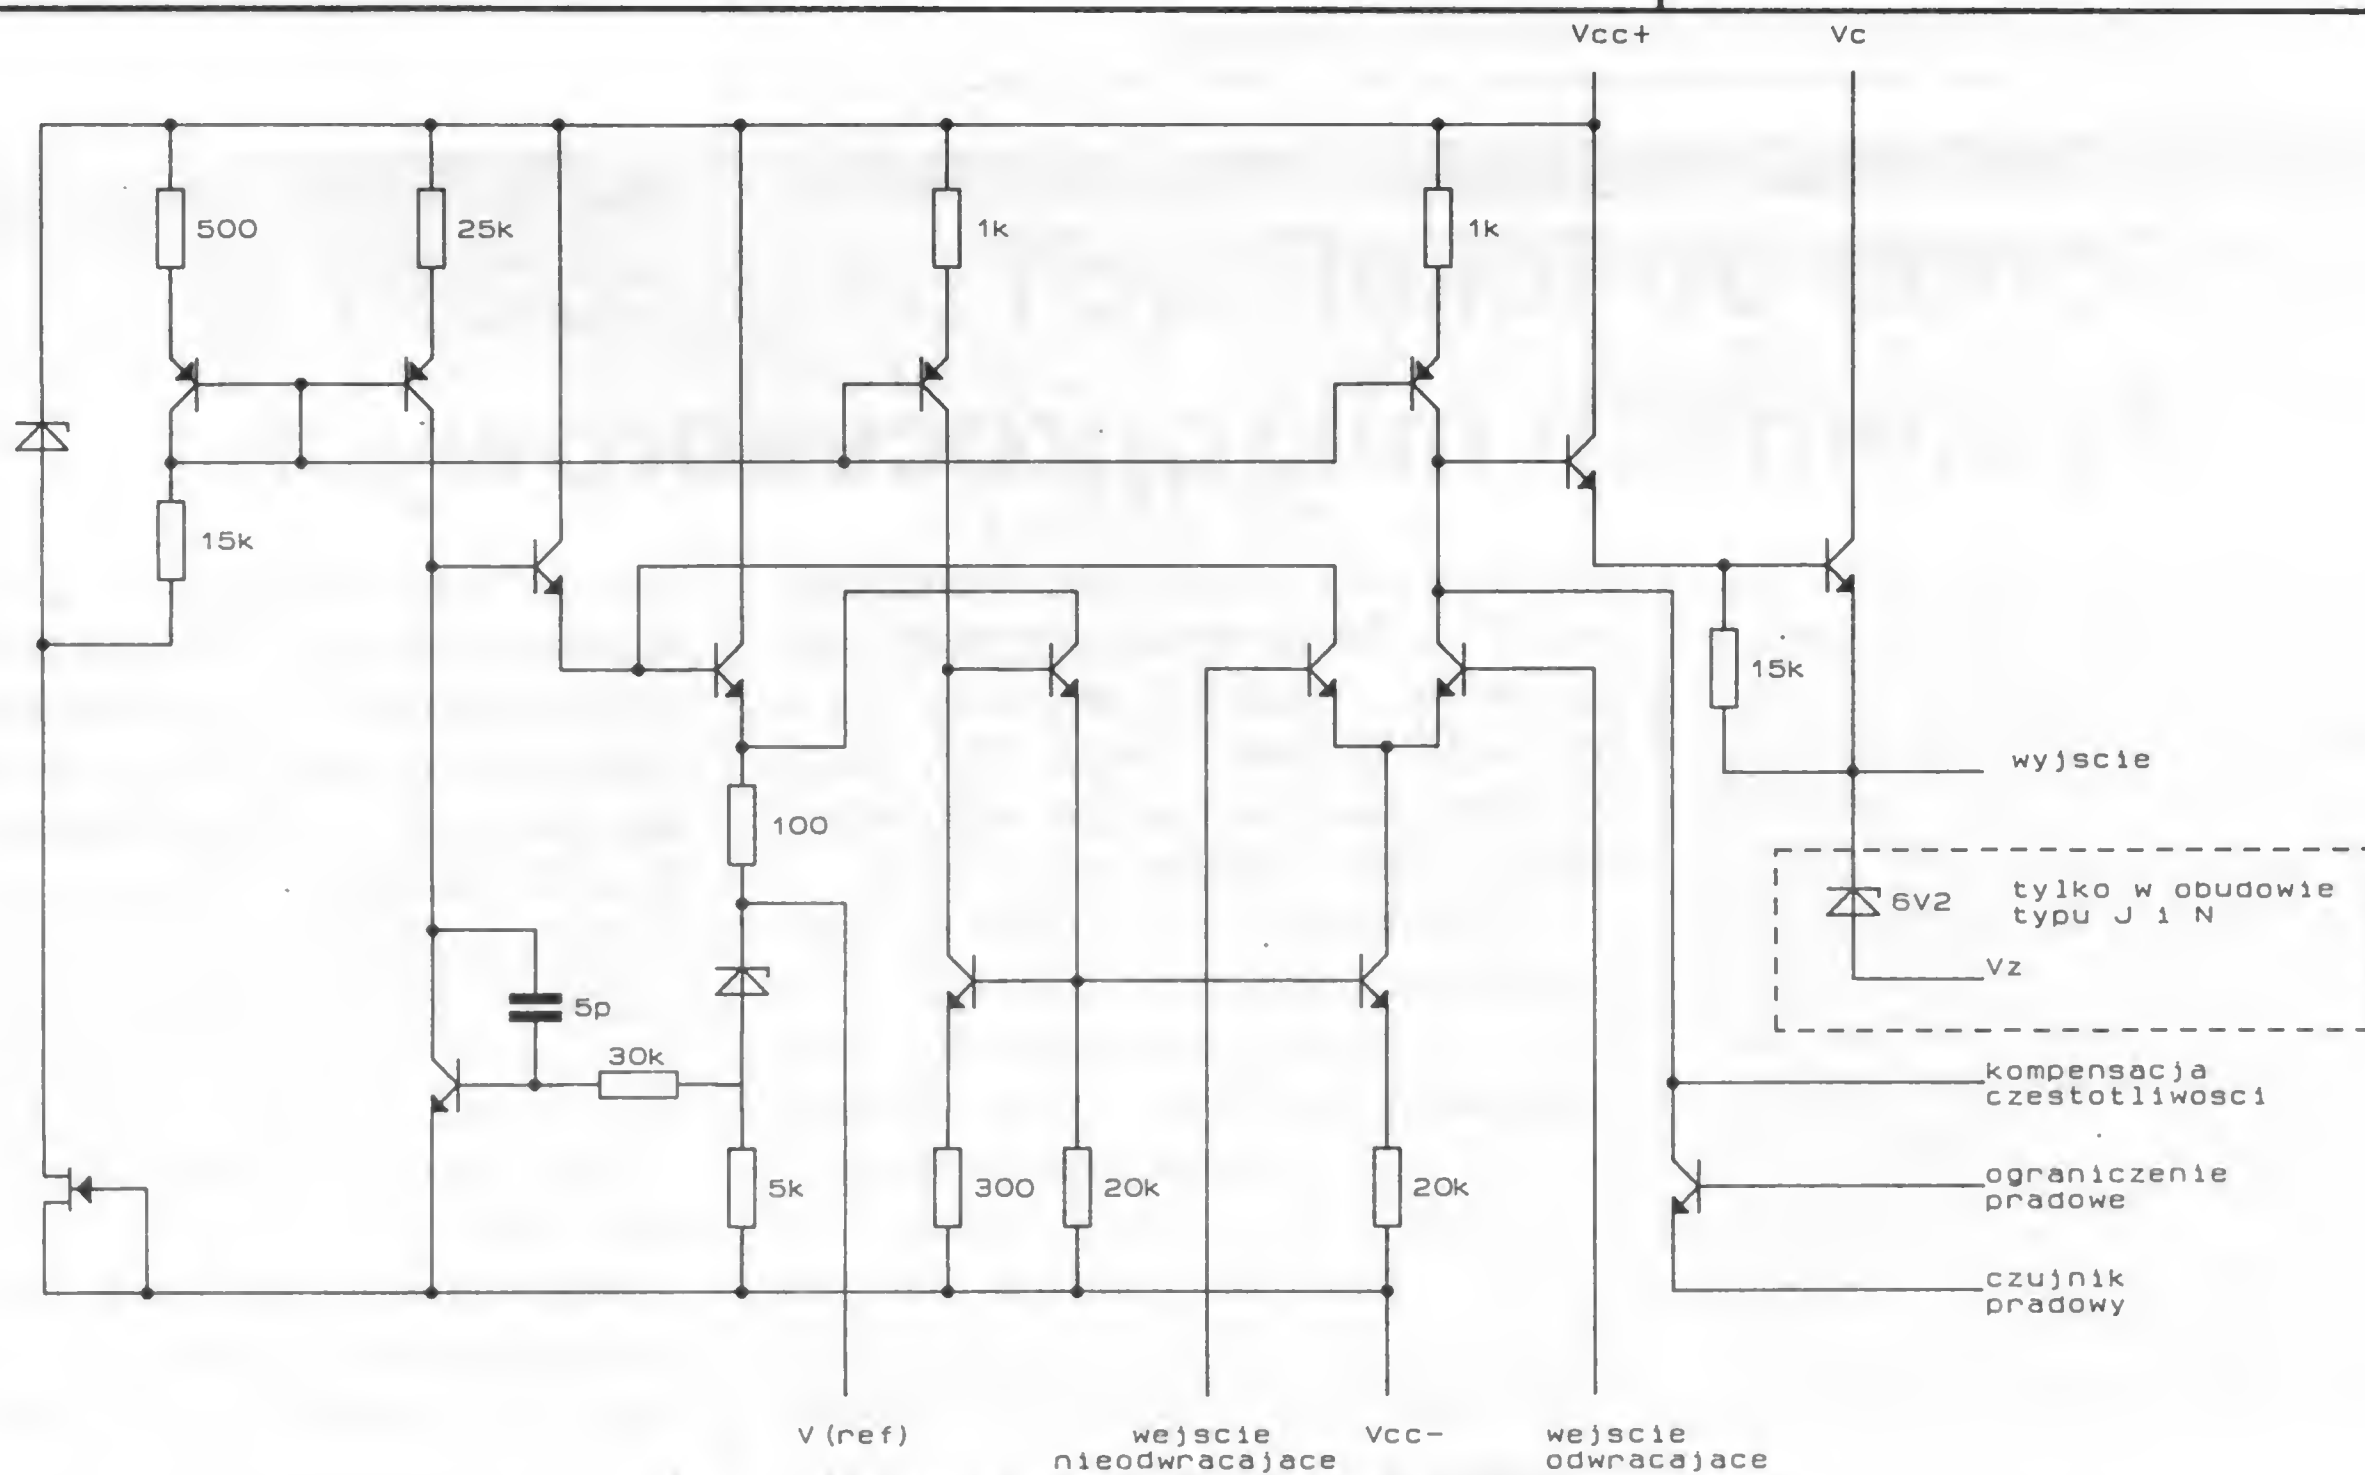 Vcc+
Vc
500
25k
1k
1k
15k
15k
wyjscie
100
6V2
tylko w obudowie
typu J i N
Vz
5p
30k
kompensacja
czestotliwosci
5k
300
20k
20k
ograniczenie
pradowe
czujnik
pradowy
V(ref)
wejscie
nieodwracajace
Vcc-
wejscie
odwracajace